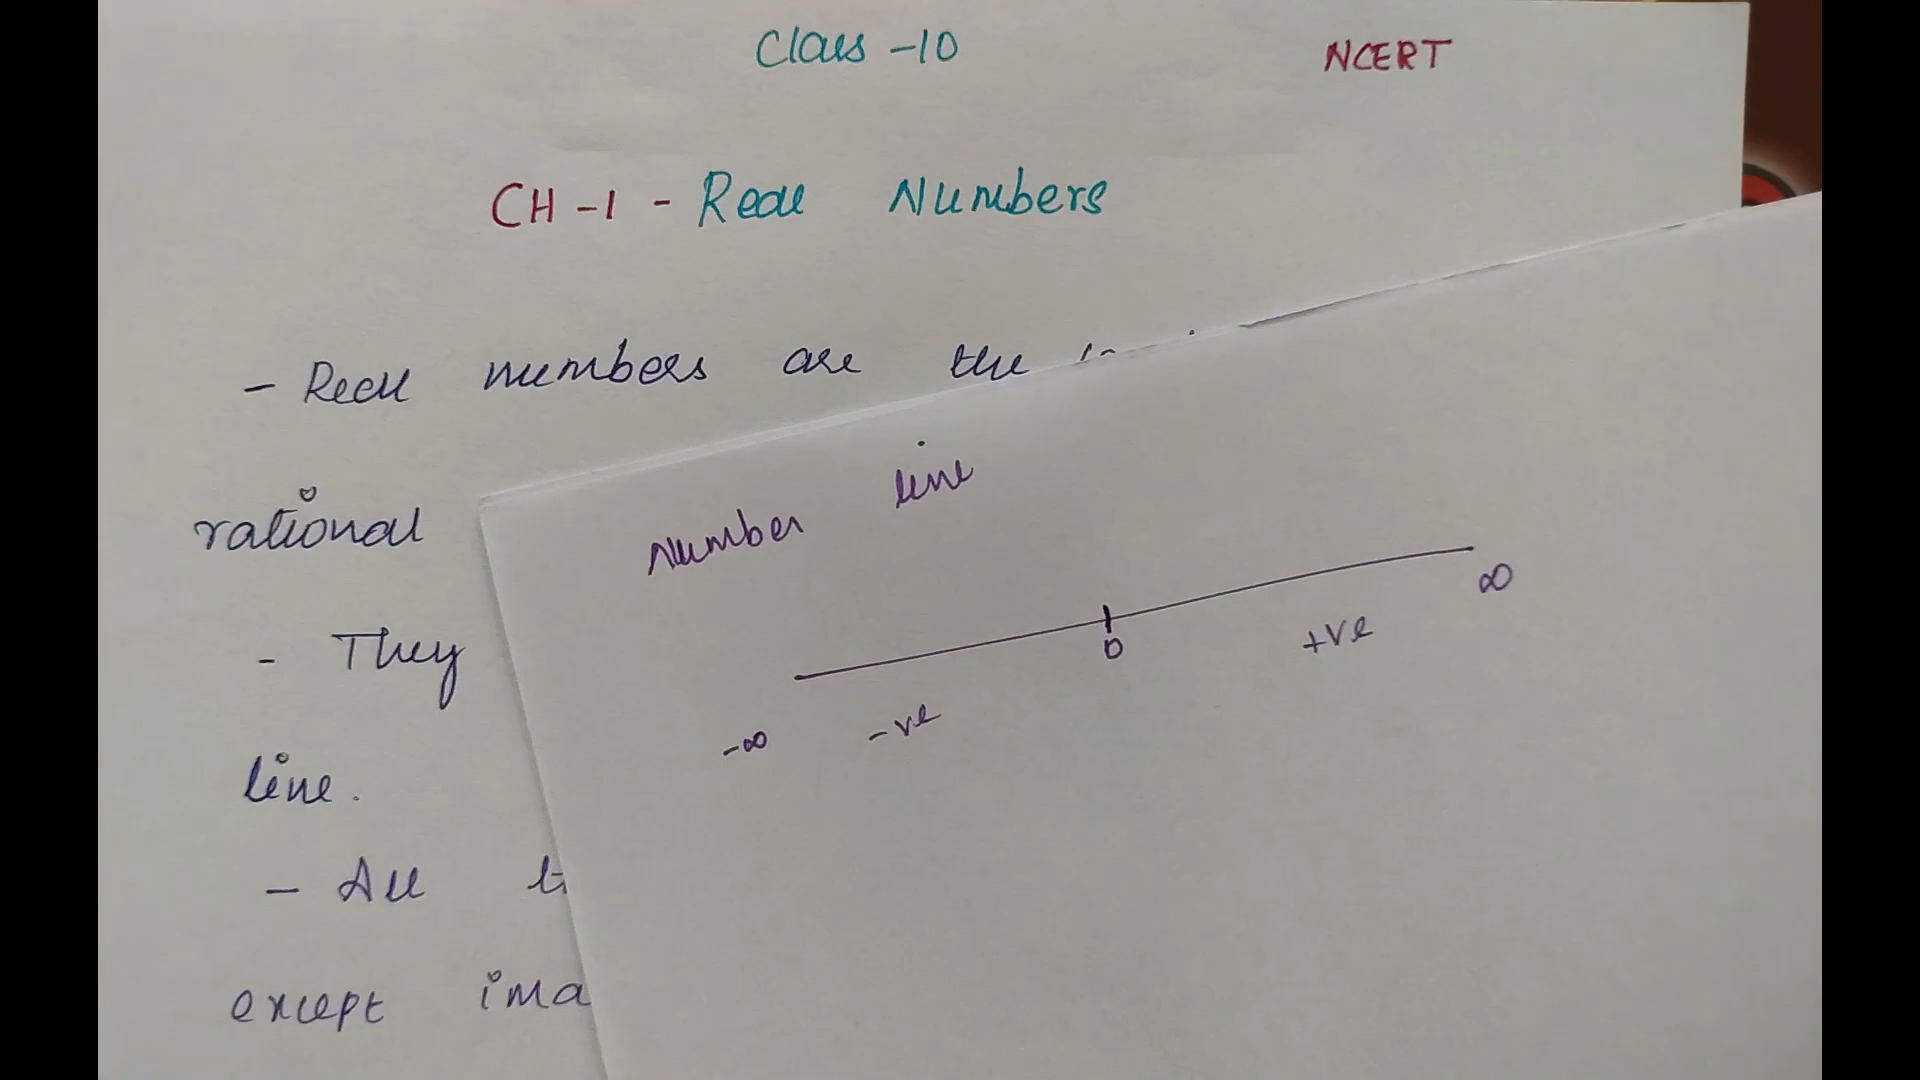 Class -10
NCERT
CH-1 - Real Numbers
- Real numbers are the
rational
- They
line.
- All
except
Number line
∞
0
+ve
-∞ -ve